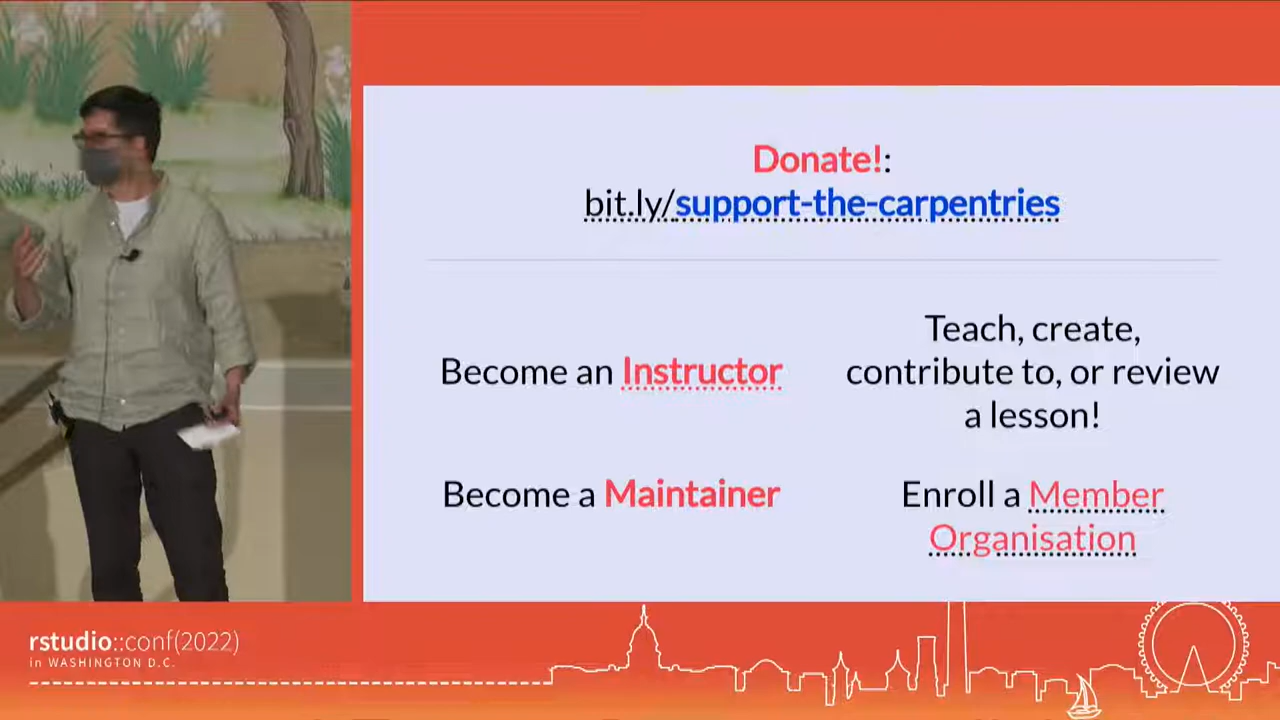 Donate!:
bit.ly/support-the-carpentries
Become an Instructor
Teach, create,
contribute to, or review
a lesson!
Become a Maintainer
Enroll a Member
Organisation
rstudio::conf(2022)
in WASHINGTON D.C.